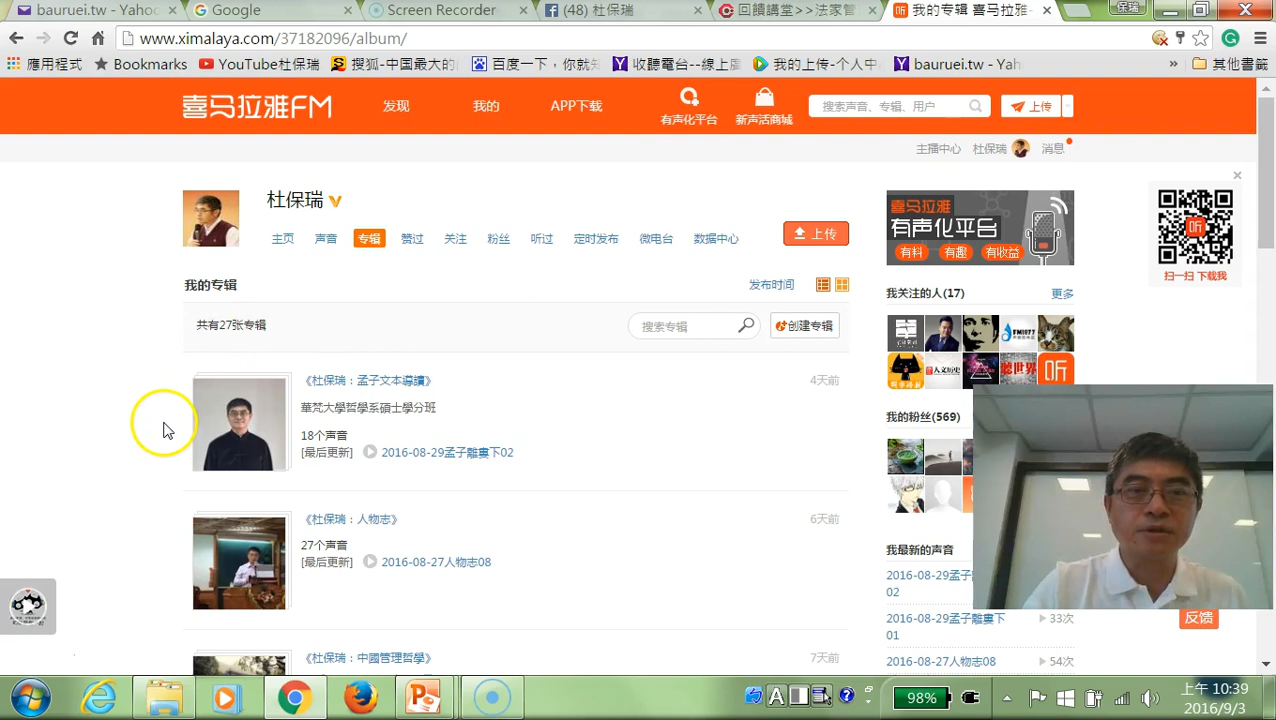 bauruei.tw - Yahoo
Google
Screen Recorder
(48) 杜保瑞
回饋講堂>>法家管
我的专辑 喜马拉雅-
保瑞
www.ximalaya.com/37182096/album/
應用程式
Bookmarks
YouTube杜保瑞
搜狐-中国最大的
百度一下，你就知
收聽電台--線上廣
我的上传-个人中
bauruei.tw - Yah
»
其他書籤
喜马拉雅FM
发现
我的
APP下载
有声化平台
新声活商城
搜索声音、专辑、用户
上传
主播中心
杜保瑞
消息
杜保瑞
主页
声音
专辑
赞过
关注
粉丝
听过
定时发布
微电台
数据中心
上传
喜马拉雅
有声化平台
有料
有趣
有收益
扫一扫 下载我
我的专辑
发布时间
我关注的人(17)
更多
共有27张专辑
搜索专辑
创建专辑
《杜保瑞：孟子文本導讀》
4天前
華梵大學哲學系碩士學分班
18个声音
[最后更新]
2016-08-29孟子離婁下02
我的粉丝(569)
《杜保瑞：人物志》
6天前
27个声音
[最后更新]
2016-08-27人物志08
我最新的声音
2016-08-29孟子
02
2016-08-29孟子離婁下
01
33次
反馈
《杜保瑞：中國管理哲學》
7天前
2016-08-27人物志08
54次
98%
上午 10:39
2016/9/3